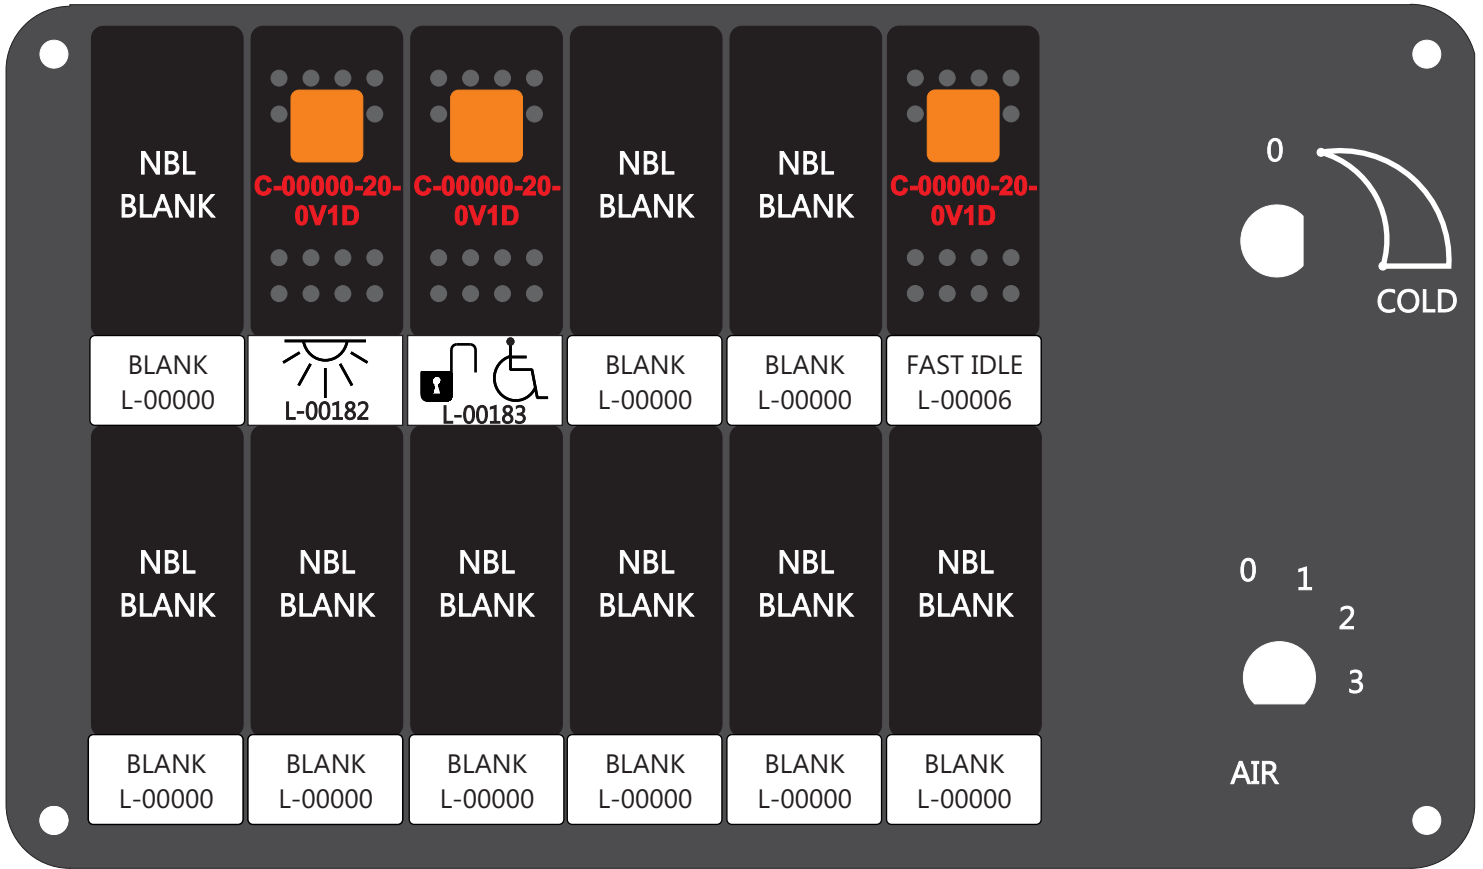 NBL
BLANK
C-00000-20-
0V1D
C-00000-20-
0V1D
NBL
BLANK
NBL
BLANK
C-00000-20-
0V1D
0
COLD
BLANK
L-00000
L-00182
L-00183
BLANK
L-00000
BLANK
L-00000
FAST IDLE
L-00006
NBL
BLANK
NBL
BLANK
NBL
BLANK
NBL
BLANK
NBL
BLANK
NBL
BLANK
0
1
2
3
AIR
BLANK
L-00000
BLANK
L-00000
BLANK
L-00000
BLANK
L-00000
BLANK
L-00000
BLANK
L-00000